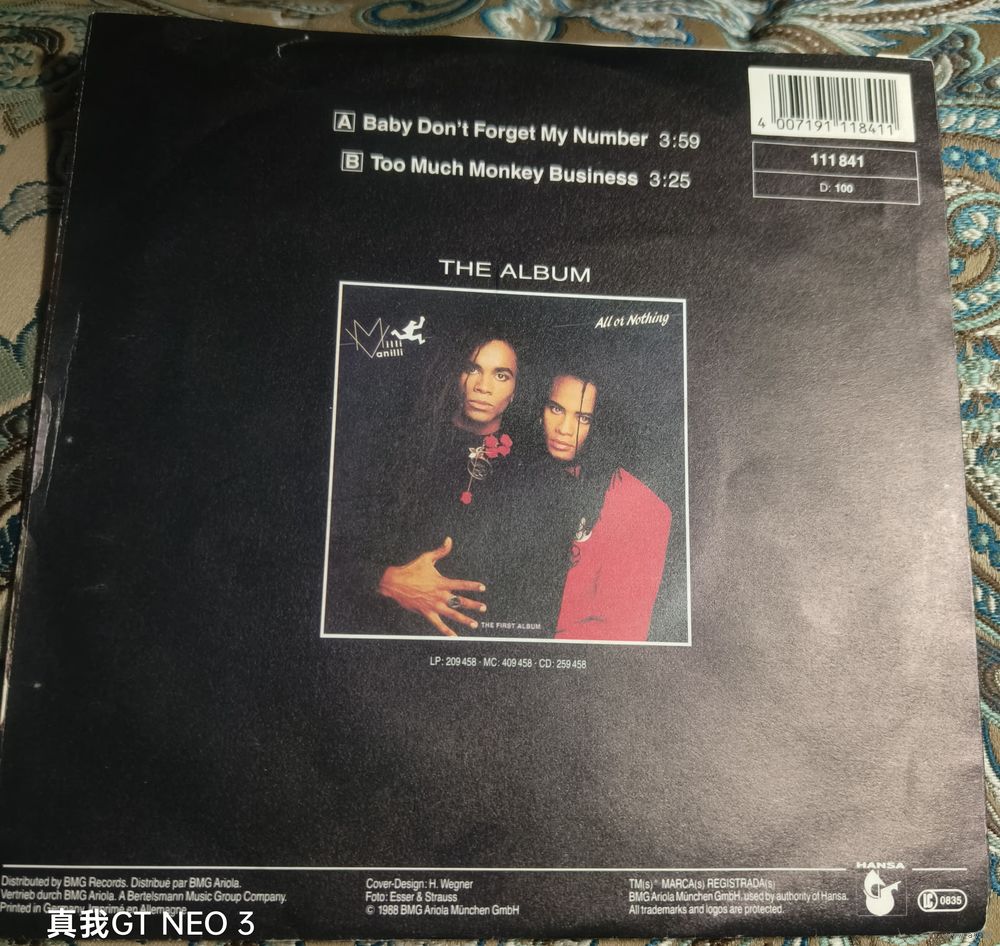 4 007191 118411
111 841
D: 100
A Baby Don't Forget My Number 3:59
B Too Much Monkey Business 3:25
THE ALBUM
Milli
Vanilli
All or Nothing
THE FIRST ALBUM
LP: 209 458 · MC: 409 458 · CD: 259 458
Distributed by BMG Records. Distribué par BMG Ariola.
Vertrieb durch BMG Ariola. A Bertelsmann Music Group Company.
Printed in Germany. Imprimé en Allemagne.
Cover-Design: H. Wegner
Foto: Esser & Strauss
© 1988 BMG Ariola München GmbH
TM(s)® MARCA(s) REGISTRADA(s)
BMG Ariola München GmbH, used by authority of Hansa.
All trademarks and logos are protected.
HANSA
LC 0835
真我GT NEO 3